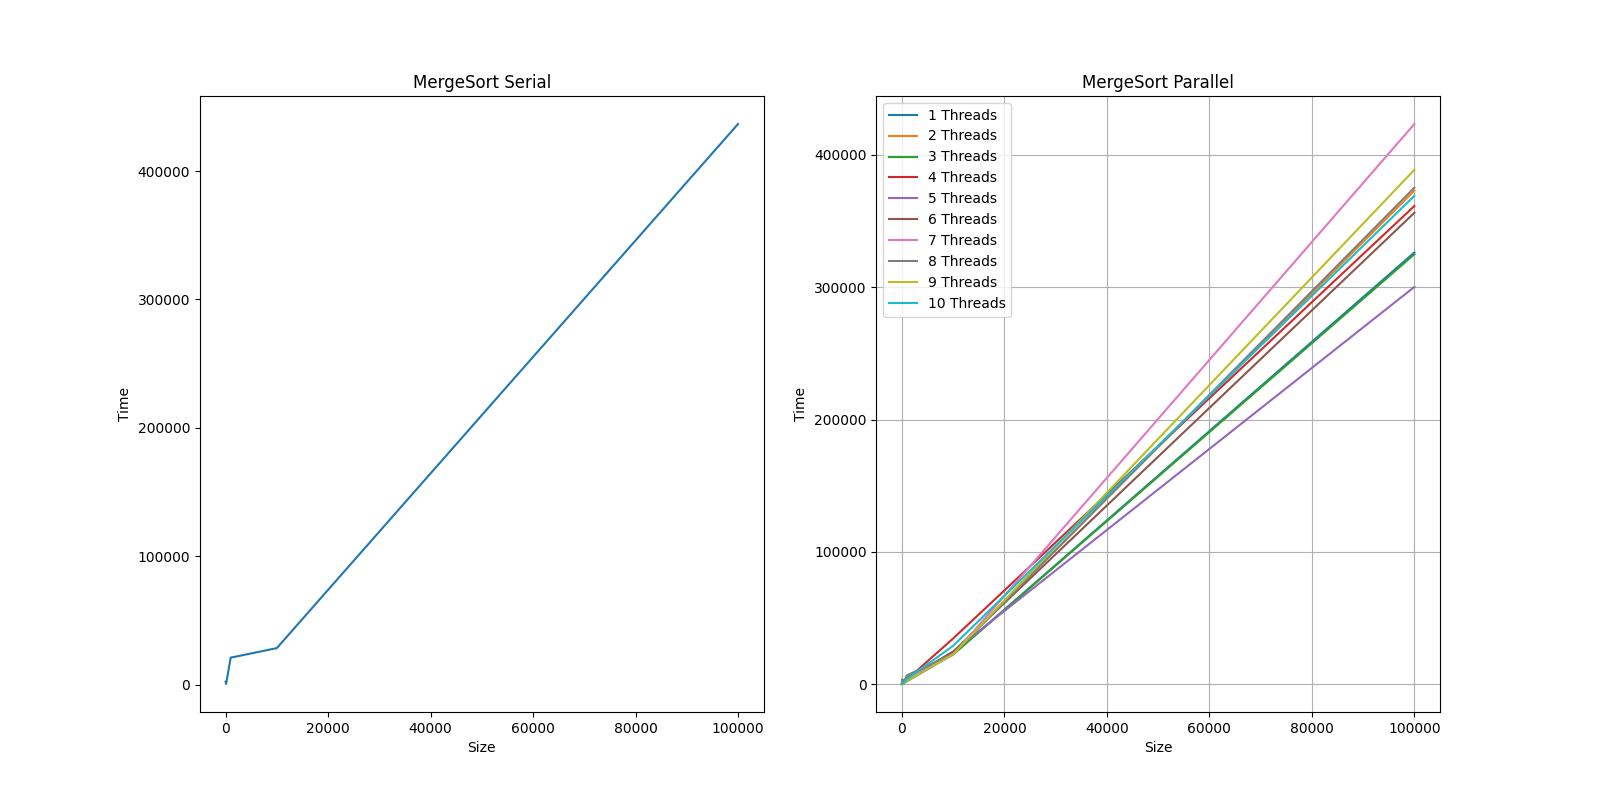 MergeSort Serial
400000
300000
200000
100000
0
Time
0 20000 40000 60000 80000 100000
Size
MergeSort Parallel
1 Threads
2 Threads
3 Threads
4 Threads
5 Threads
6 Threads
7 Threads
8 Threads
9 Threads
10 Threads
400000
300000
200000
100000
0
Time
0 20000 40000 60000 80000 100000
Size